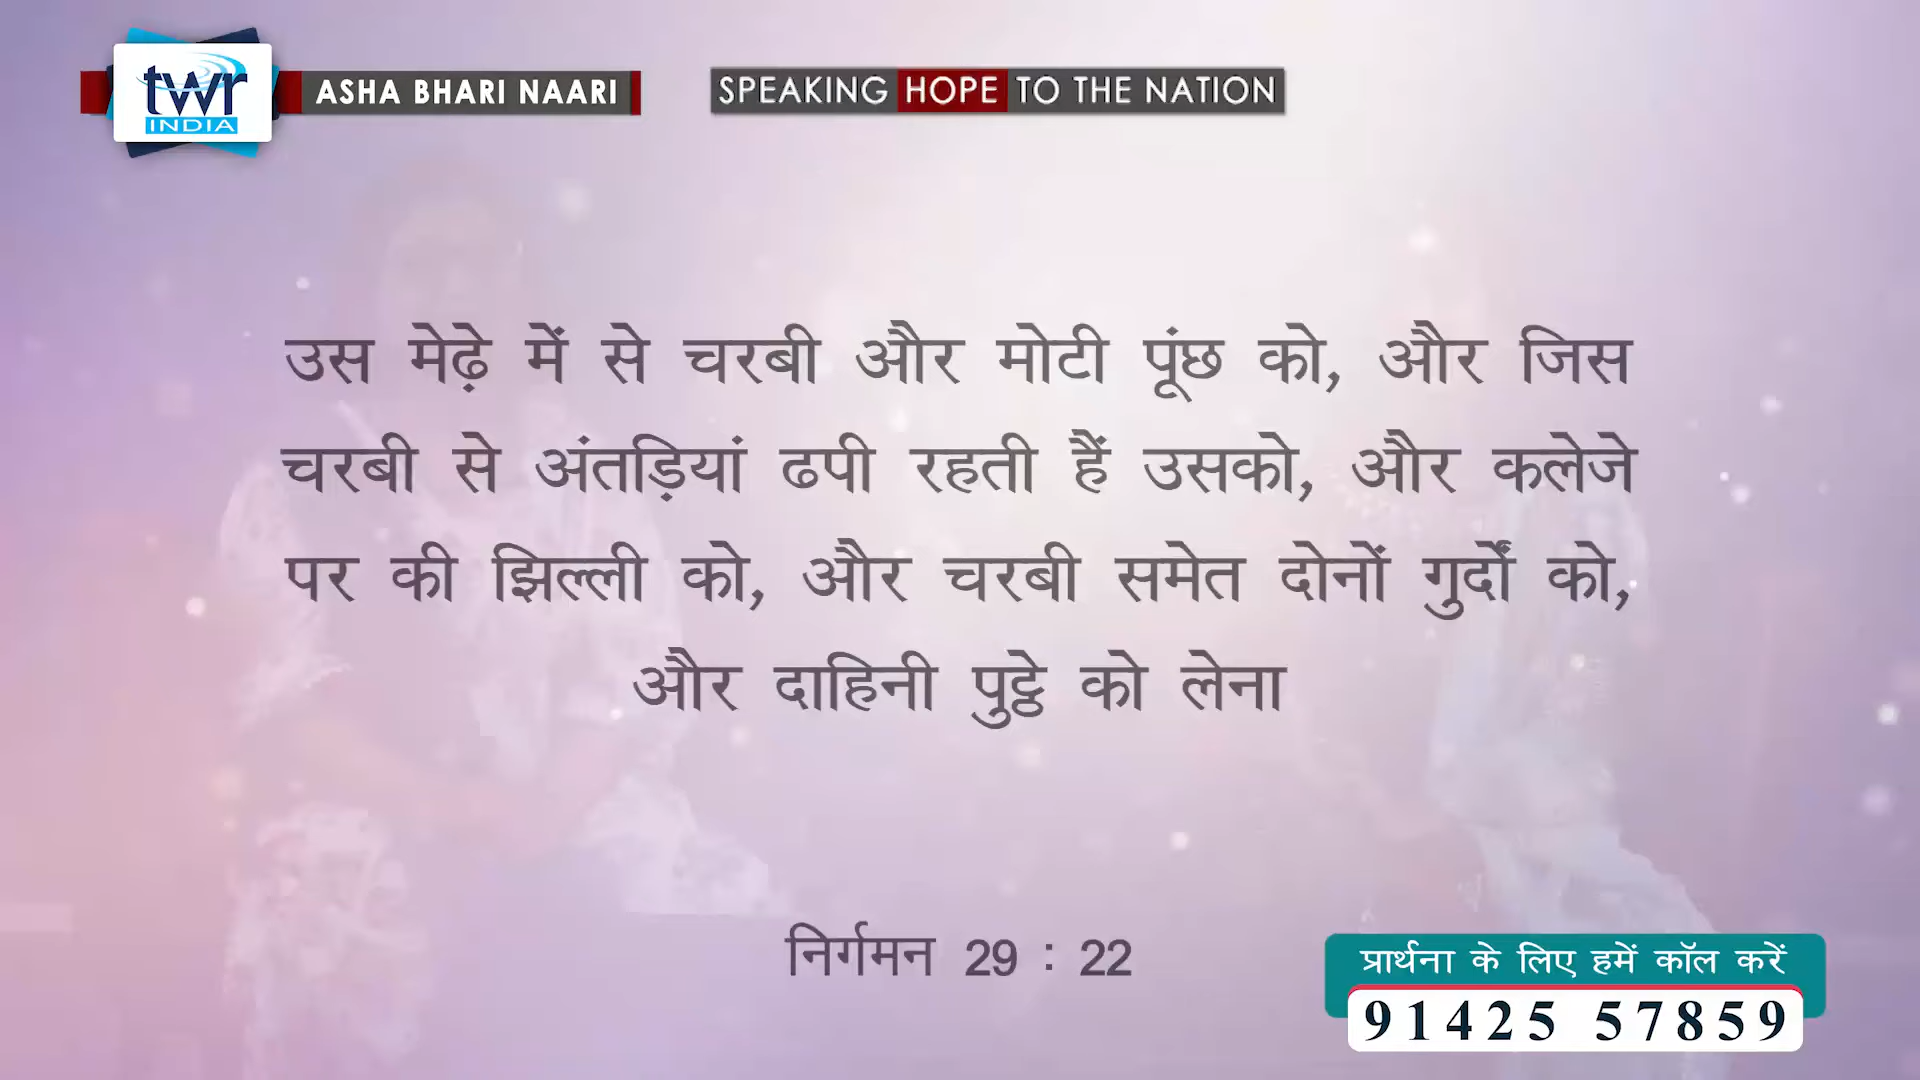 twr
INDIA
ASHA BHARI NAARI
SPEAKING HOPE TO THE NATION
उस मेढ़े में से चरबी और मोटी पूंछ को, और जिस
चरबी से अंतड़ियां ढपी रहती हैं उसको, और कलेजे
पर की झिल्ली को, और चरबी समेत दोनों गुर्दों को,
और दाहिनी पुट्ठे को लेना
निर्गमन 29 : 22
प्रार्थना के लिए हमें कॉल करें
91425 57859